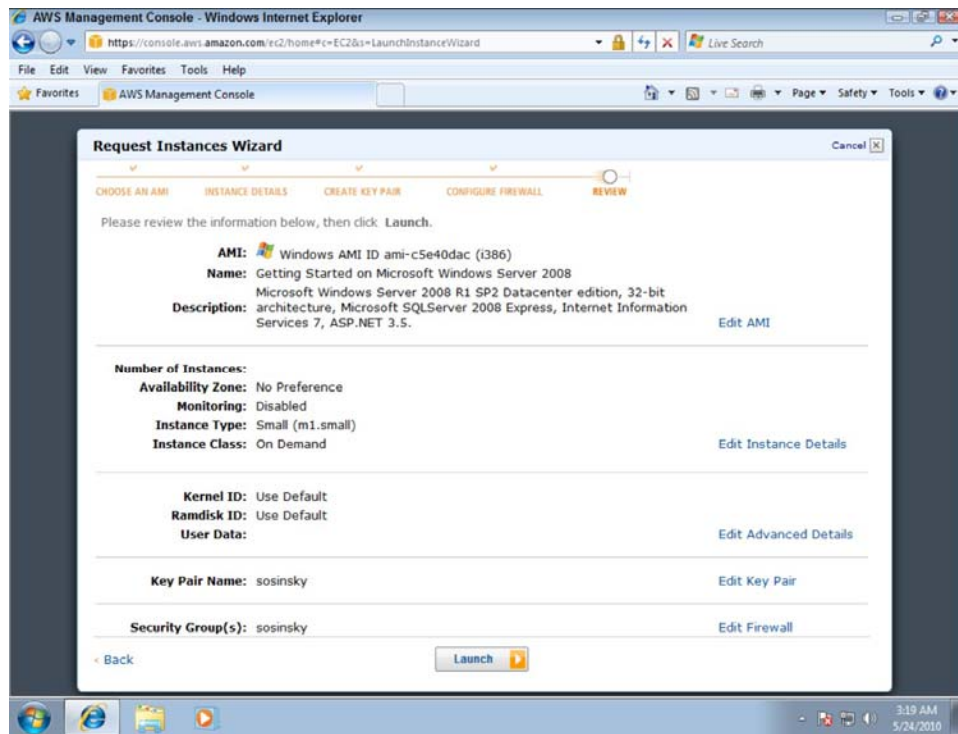 AWS Management Console - Windows Internet Explorer
https://console.aws.amazon.com/ec2/home#c=EC2&s=LaunchInstanceWizard
Live Search
File Edit View Favorites Tools Help
Favorites AWS Management Console Page Safety Tools
Request Instances Wizard Cancel
CHOOSE AN AMI INSTANCE DETAILS CREATE KEY PAIR CONFIGURE FIREWALL REVIEW
Please review the information below, then click Launch.
AMI: Windows AMI ID ami-c5e40dac (i386)
Name: Getting Started on Microsoft Windows Server 2008
Microsoft Windows Server 2008 R1 SP2 Datacenter edition, 32-bit
Description: architecture, Microsoft SQLServer 2008 Express, Internet Information
Services 7, ASP.NET 3.5. Edit AMI
Number of Instances:
Availability Zone: No Preference
Monitoring: Disabled
Instance Type: Small (m1.small)
Instance Class: On Demand Edit Instance Details
Kernel ID: Use Default
Ramdisk ID: Use Default
User Data: Edit Advanced Details
Key Pair Name: sosinsky Edit Key Pair
Security Group(s): sosinsky Edit Firewall
Back Launch
3:19 AM
5/24/2010